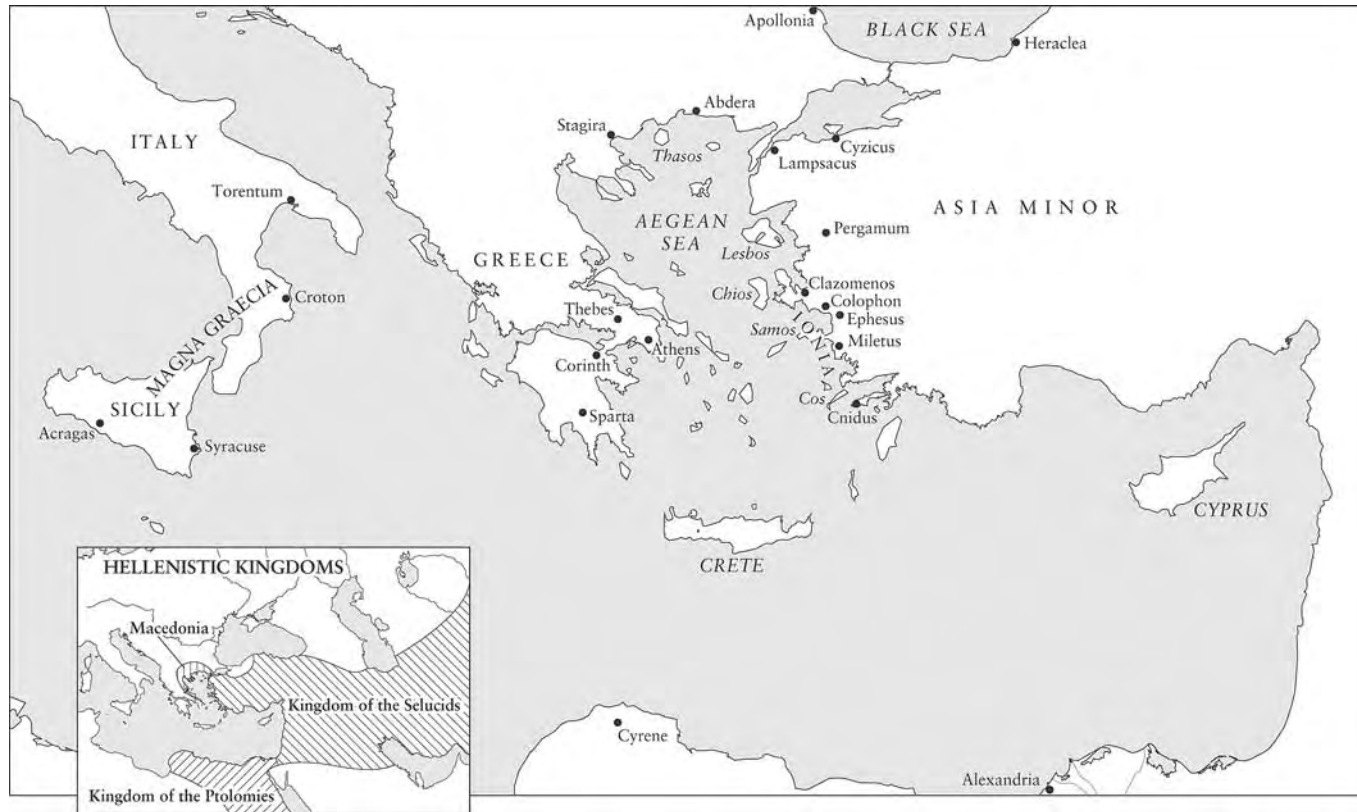 Apollonia
BLACK SEA
Heraclea
Abdera
Stagira
Thasos
Cyzicus
Lampsacus
ITALY
Torentum
AEGEAN
SEA
ASIA MINOR
Pergamum
Lesbos
GREECE
Chios
Clazomenos
Colophon
Ephesus
Samos
IONIA
Miletus
MAGNA GRAECIA
Croton
Thebes
Athens
Corinth
Cos
Cnidus
SICILY
Sparta
Acragas
Syracuse
CYPRUS
CRETE
HELLENISTIC KINGDOMS
Macedonia
Kingdom of the Selucids
Kingdom of the Ptolomies
Cyrene
Alexandria